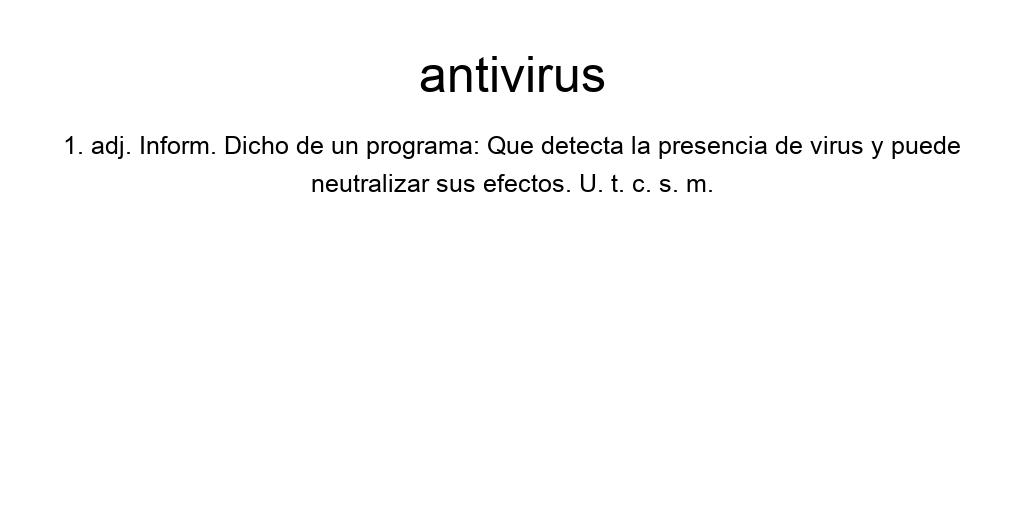 antivirus
1. adj. Inform. Dicho de un programa: Que detecta la presencia de virus y puede
neutralizar sus efectos. U. t. c. s. m.